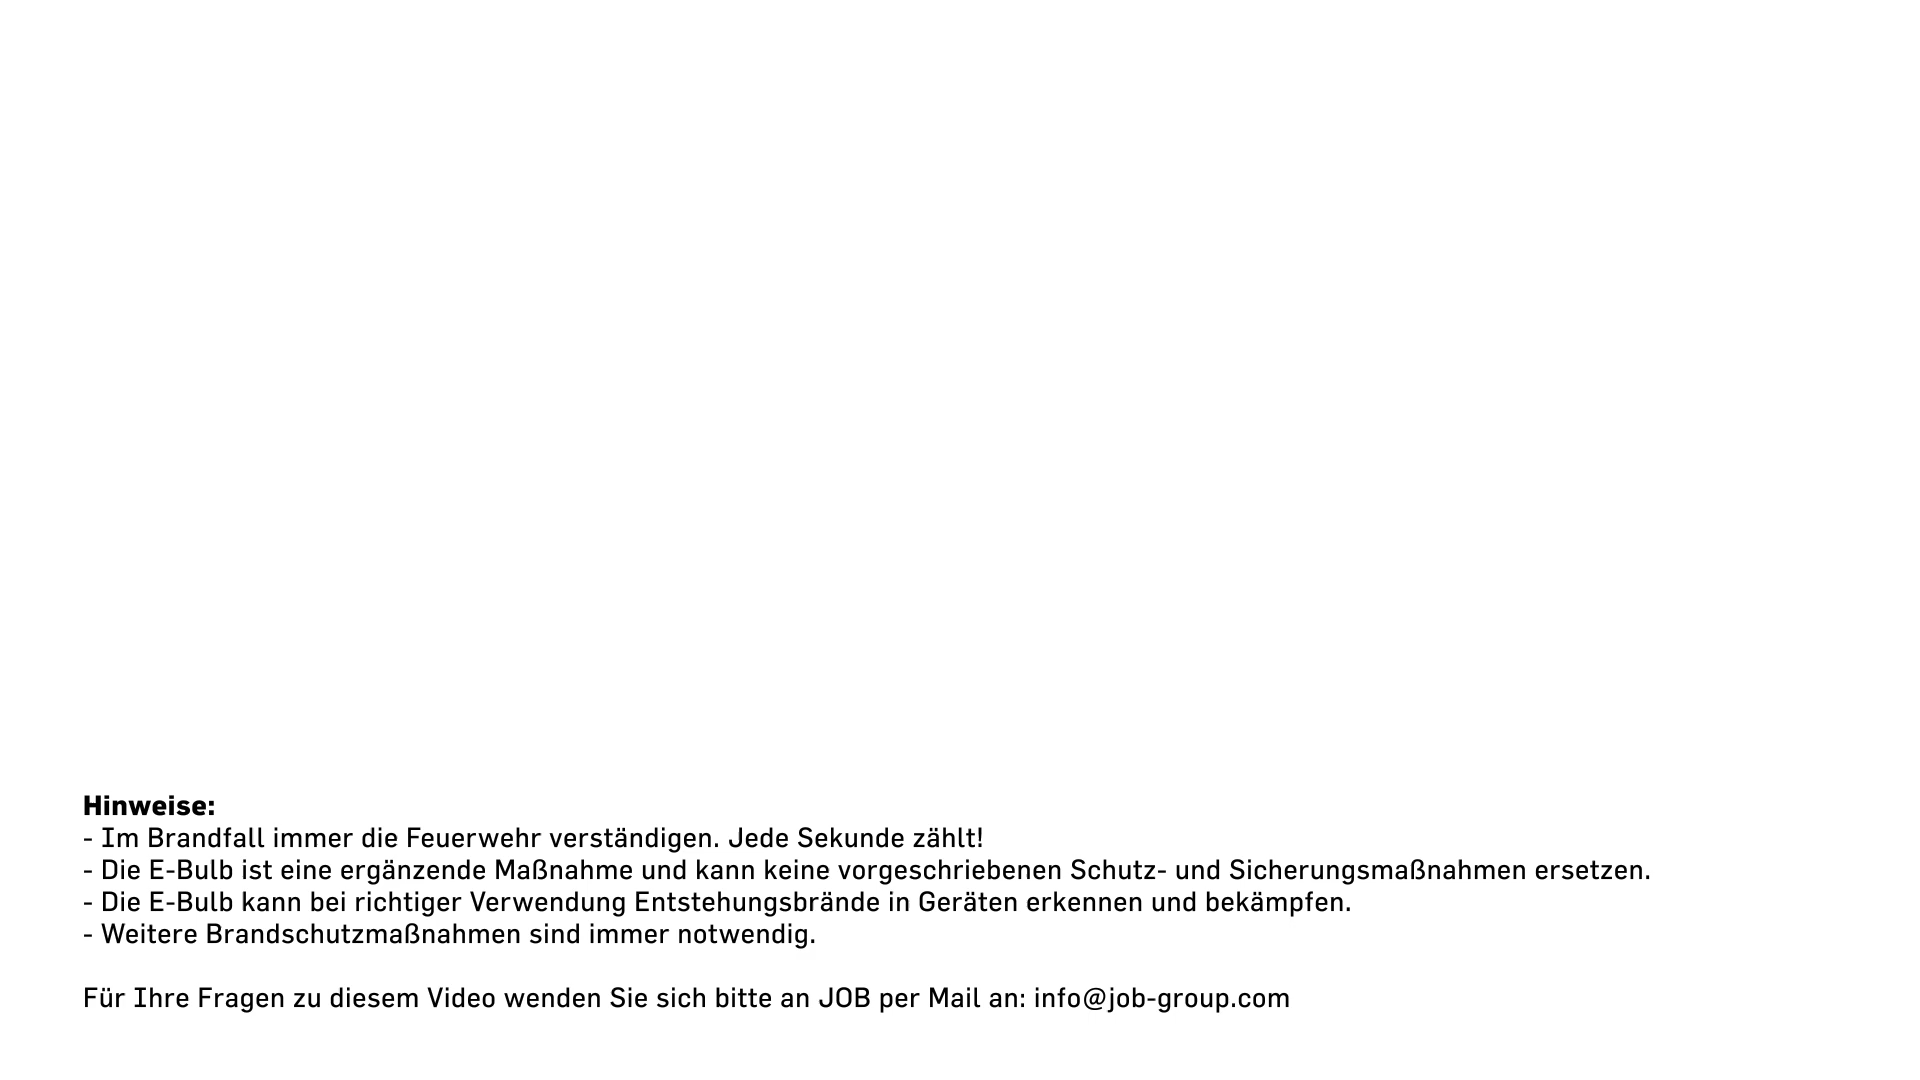 Hinweise:
- Im Brandfall immer die Feuerwehr verständigen. Jede Sekunde zählt!
- Die E-Bulb ist eine ergänzende Maßnahme und kann keine vorgeschriebenen Schutz- und Sicherungsmaßnahmen ersetzen.
- Die E-Bulb kann bei richtiger Verwendung Entstehungsbrände in Geräten erkennen und bekämpfen.
- Weitere Brandschutzmaßnahmen sind immer notwendig.
Für Ihre Fragen zu diesem Video wenden Sie sich bitte an JOB per Mail an: info@job-group.com